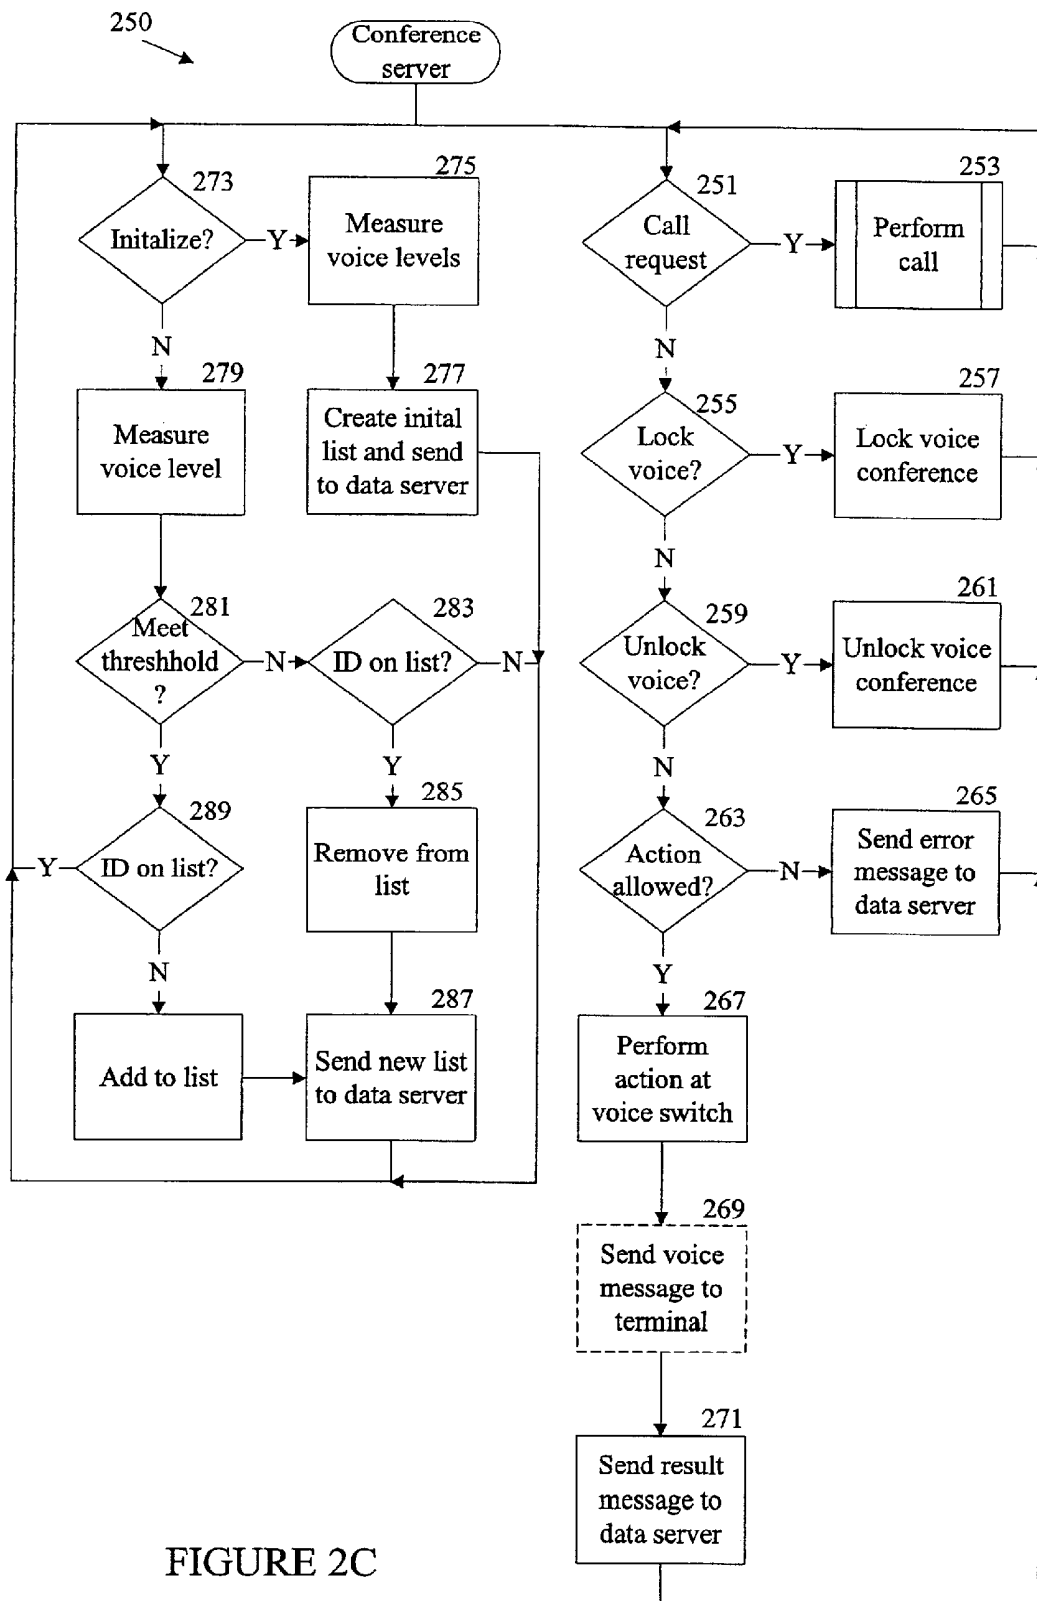 250
Conference
server
273
Initalize?
Y
N
275
Measure
voice levels
277
Create inital
list and send
to data server
279
Measure
voice level
281
Meet
threshhold
?
N
Y
283
ID on list?
N
Y
285
Remove from
list
289
ID on list?
Y
N
Add to list
287
Send new list
to data server
251
Call
request
Y
N
253
Perform
call
255
Lock
voice?
Y
N
257
Lock voice
conference
259
Unlock
voice?
Y
N
261
Unlock voice
conference
263
Action
allowed?
N
Y
265
Send error
message to
data server
267
Perform
action at
voice switch
269
Send voice
message to
terminal
271
Send result
message to
data server
FIGURE 2C